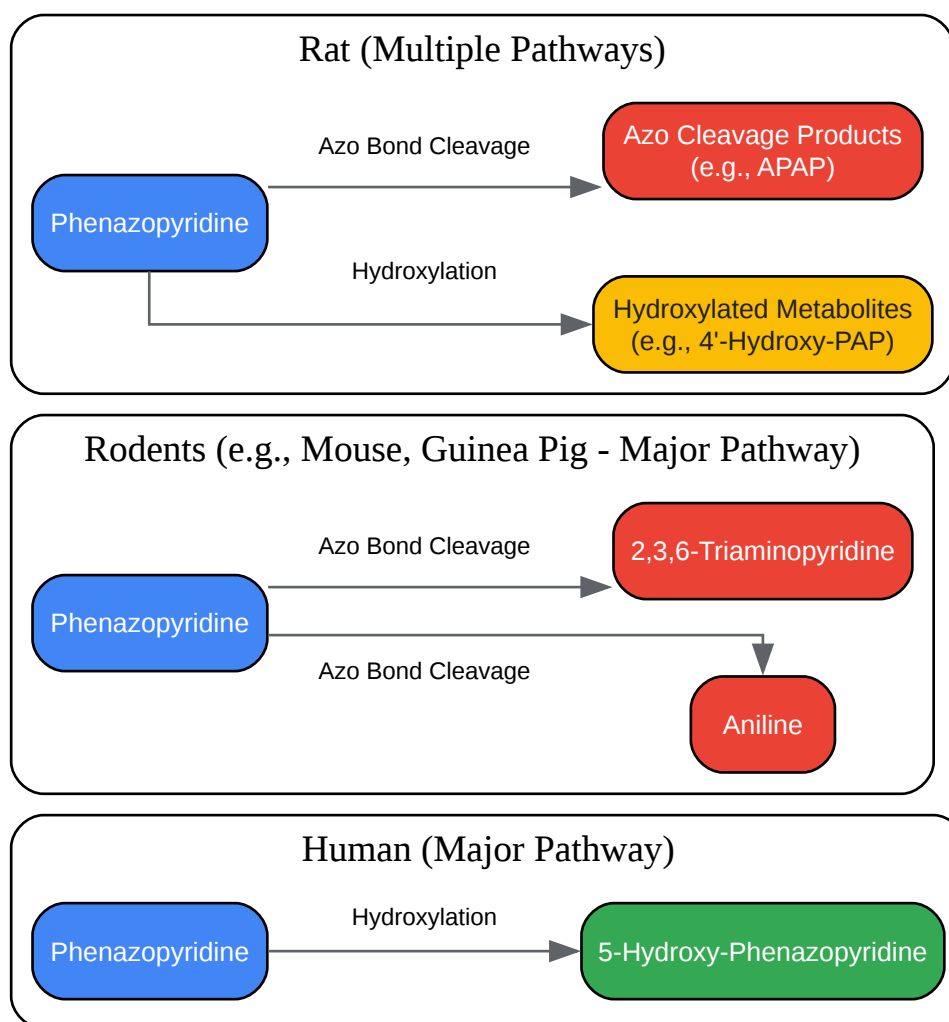 Rat (Multiple Pathways)
Azo Bond Cleavage
Azo Cleavage Products
(e.g., APAP)
Phenazopyridine
Hydroxylation
Hydroxylated Metabolites
(e.g., 4'-Hydroxy-PAP)
Rodents (e.g., Mouse, Guinea Pig - Major Pathway)
Azo Bond Cleavage
2,3,6-Triaminopyridine
Phenazopyridine
Azo Bond Cleavage
Aniline
Human (Major Pathway)
Phenazopyridine
Hydroxylation
5-Hydroxy-Phenazopyridine